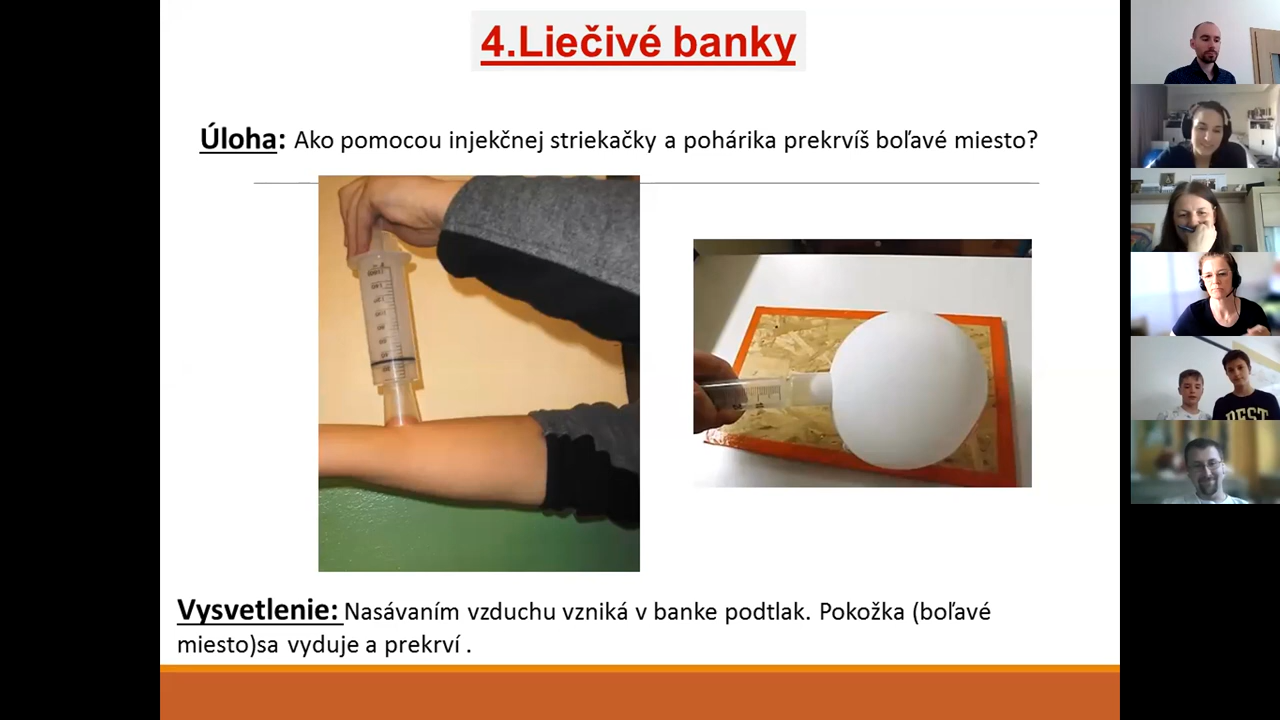 4.Liečivé banky
Úloha: Ako pomocou injekčnej striekačky a pohárika prekrvíš boľavé miesto?
Vysvetlenie: Nasávaním vzduchu vzniká v banke podtlak. Pokožka (boľavé
miesto)sa vyduje a prekrví .
BEST